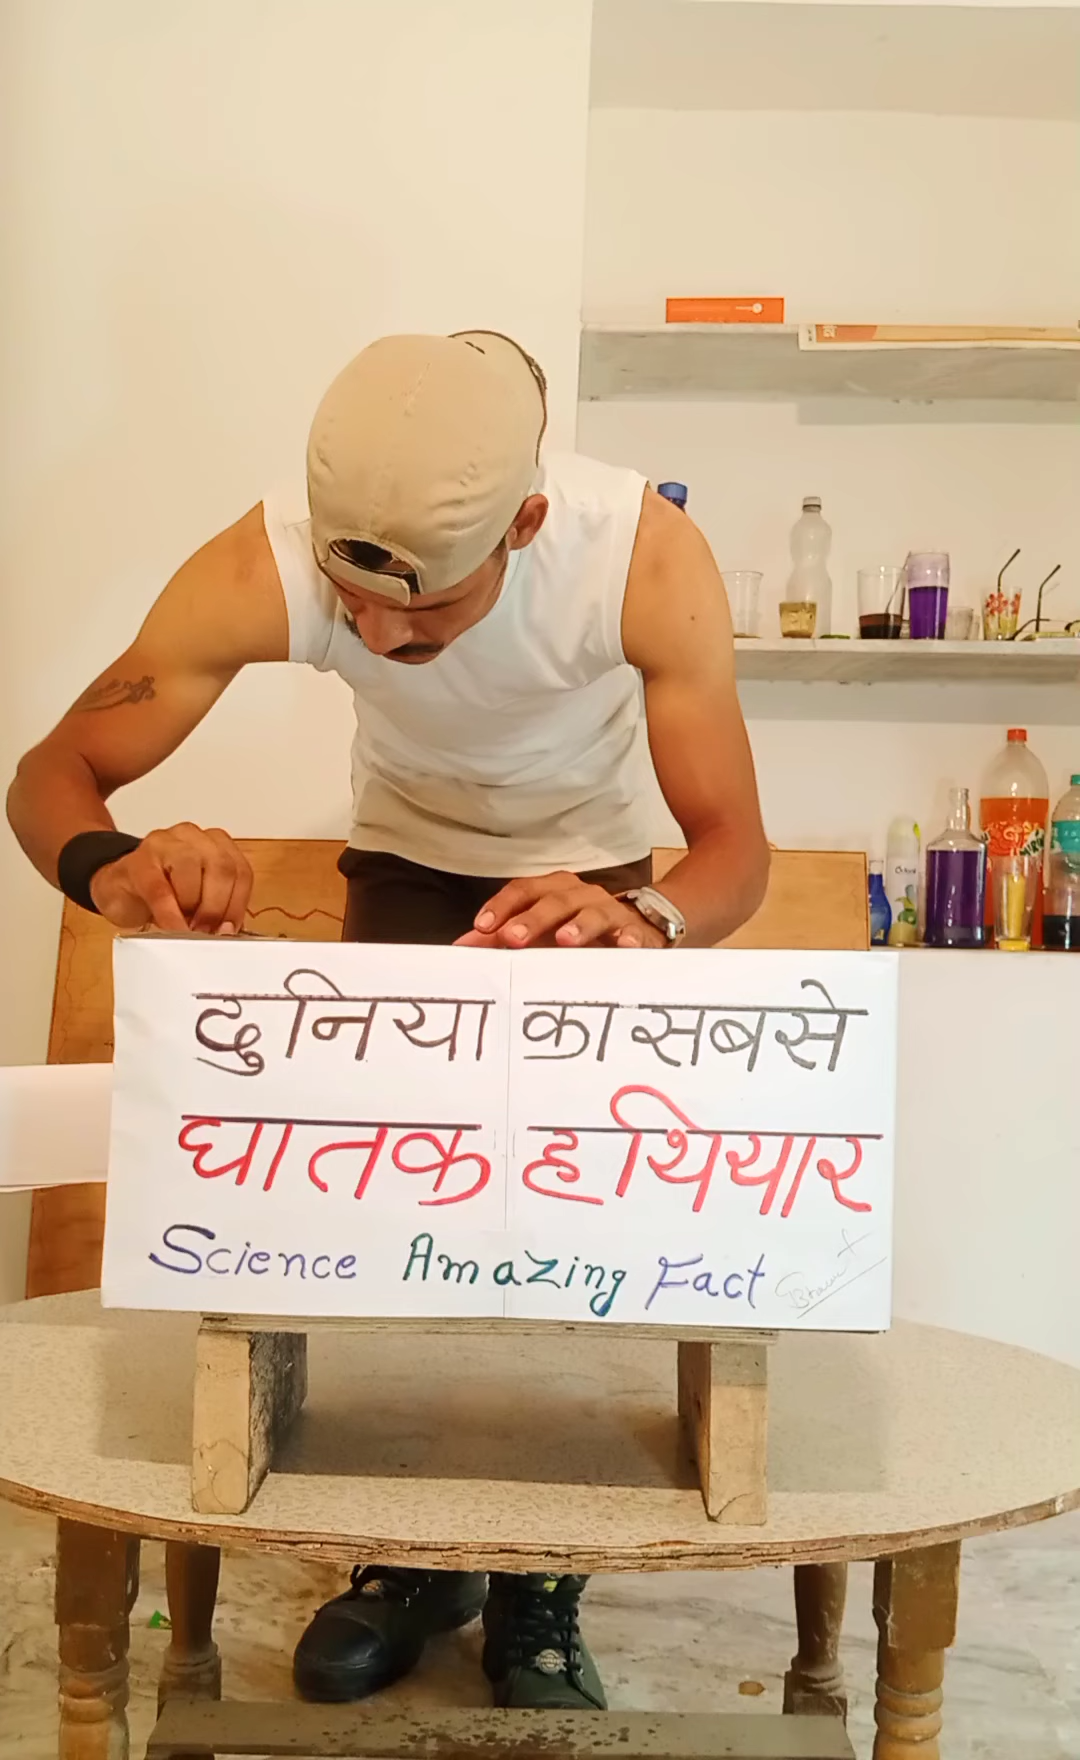 दुनिया का सबसे
घातक हथियार
Science Amazing Fact